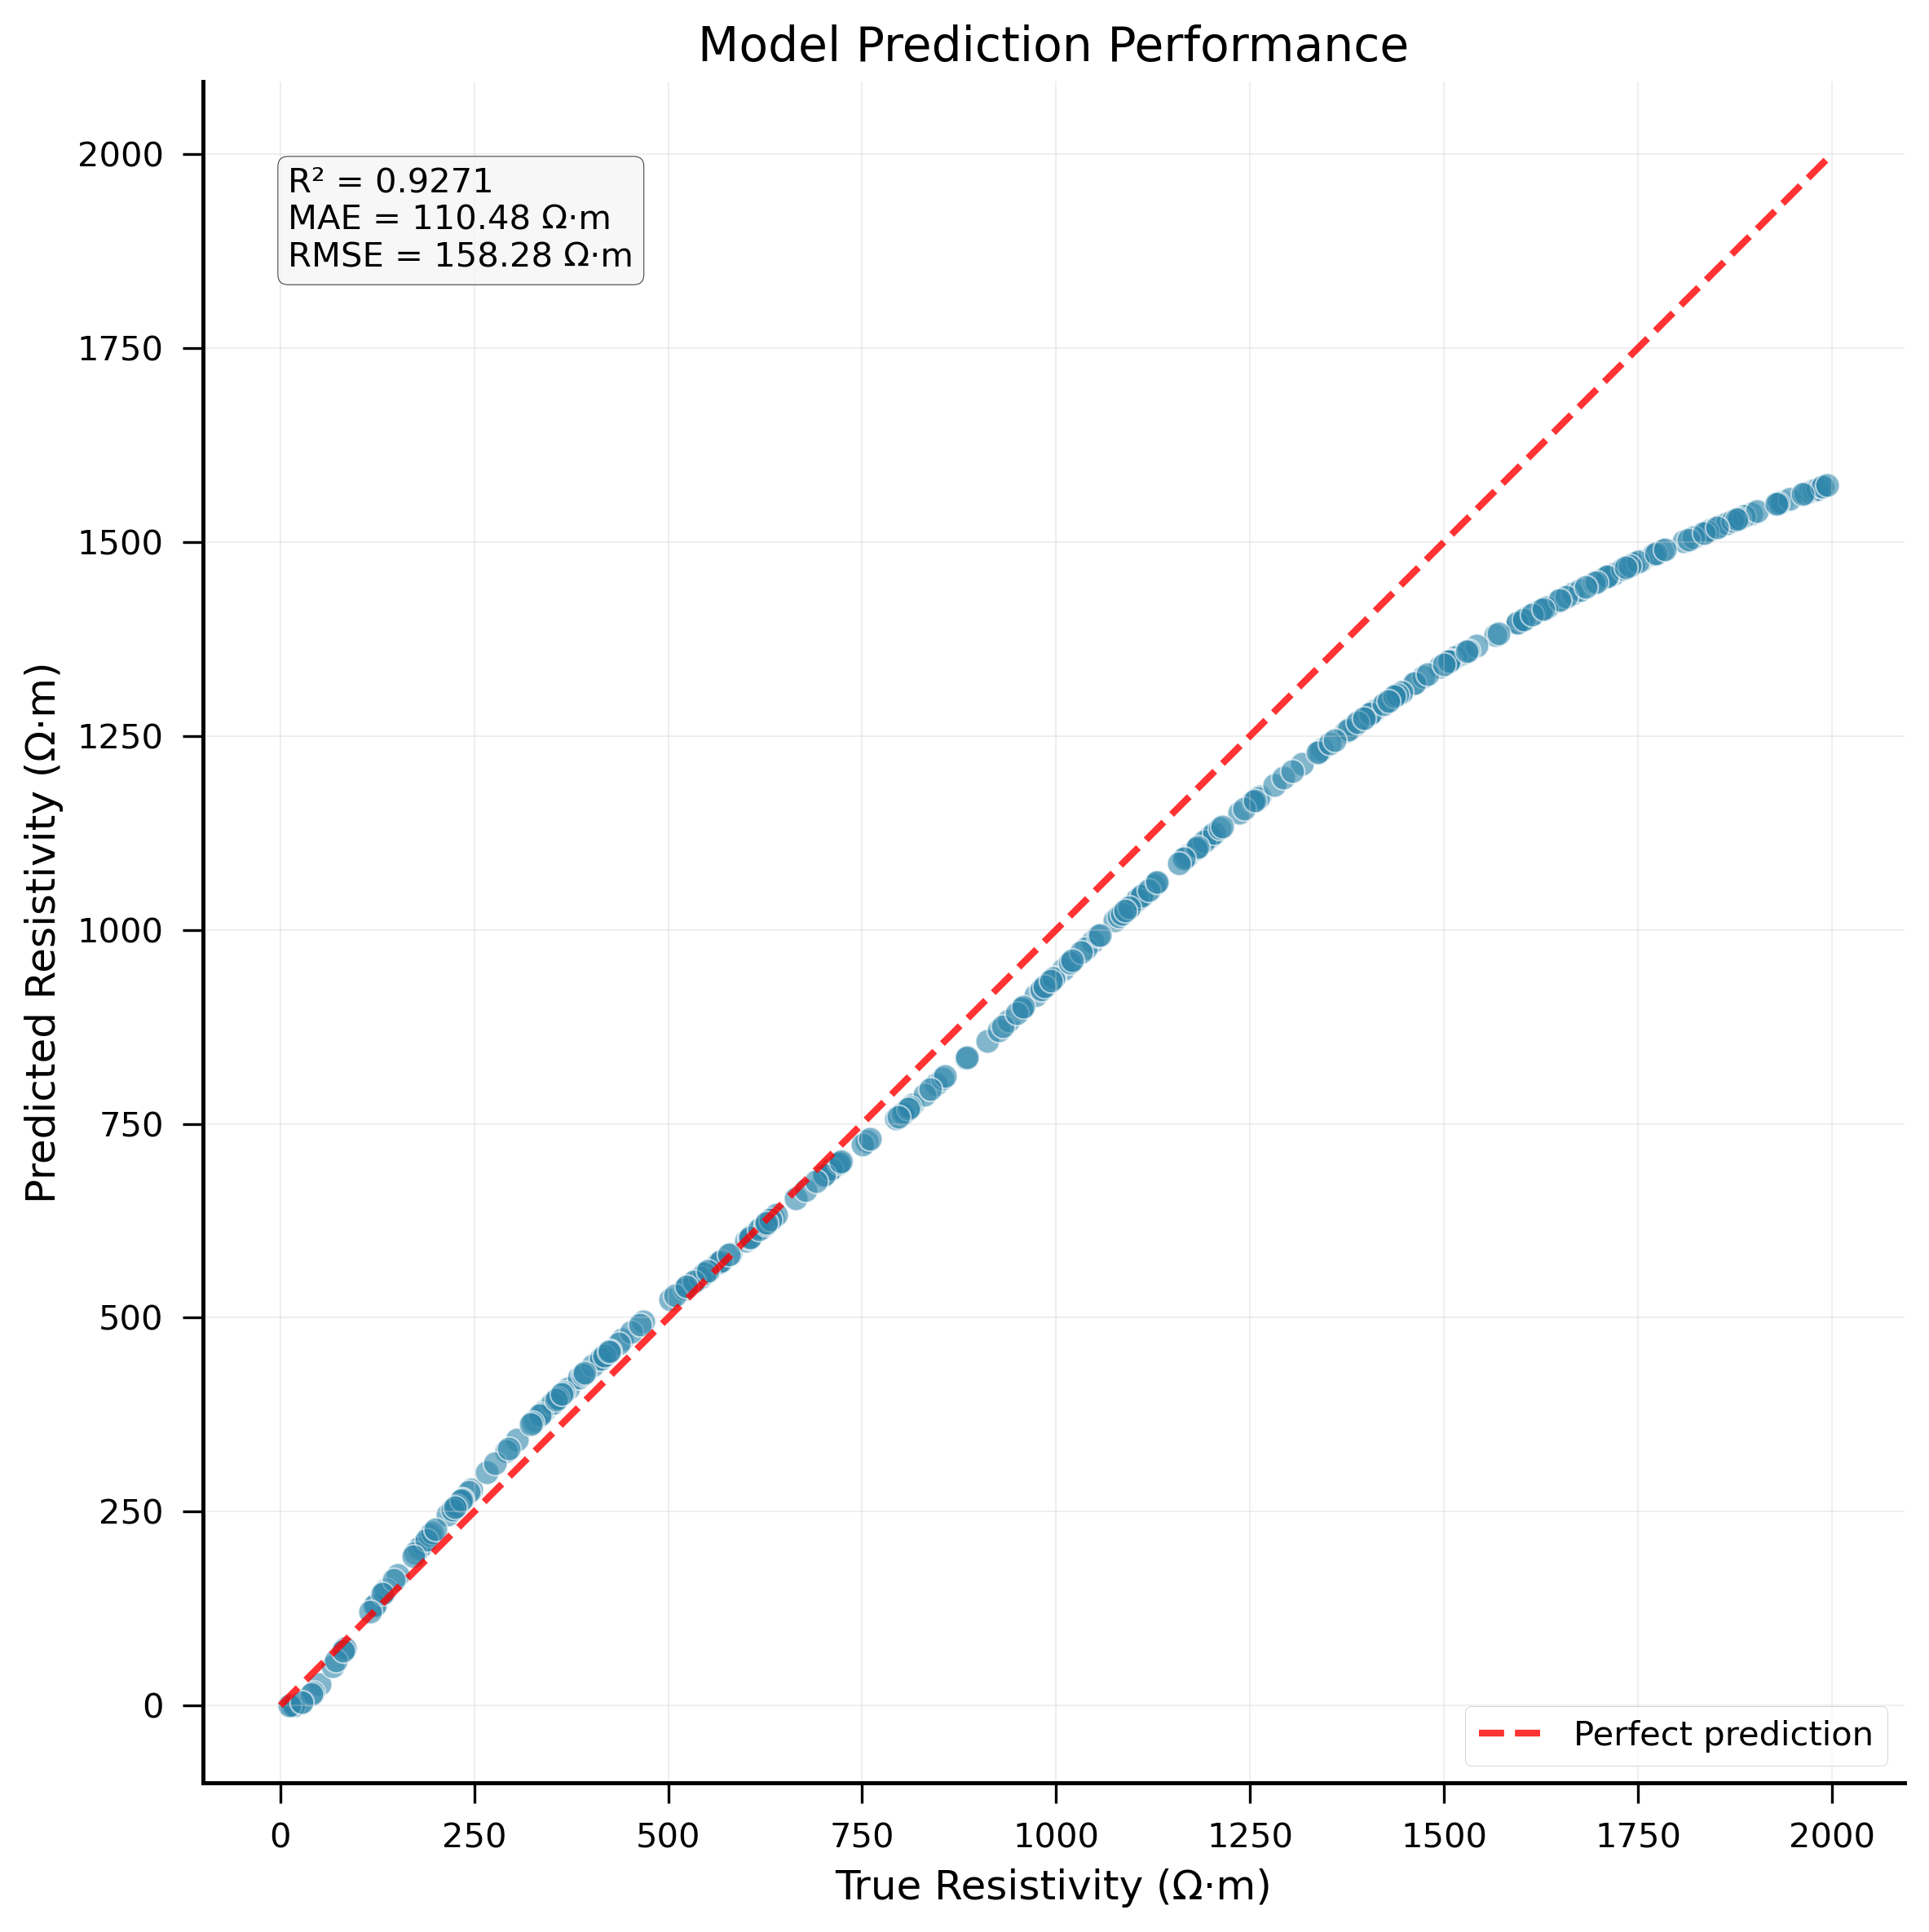 Model Prediction Performance
R² = 0.9271
MAE = 110.48 Ω·m
RMSE = 158.28 Ω·m
2000
1750
1500
1250
1000
750
500
250
0
Predicted Resistivity (Ω·m)
Perfect prediction
0 250 500 750 1000 1250 1500 1750 2000
True Resistivity (Ω·m)